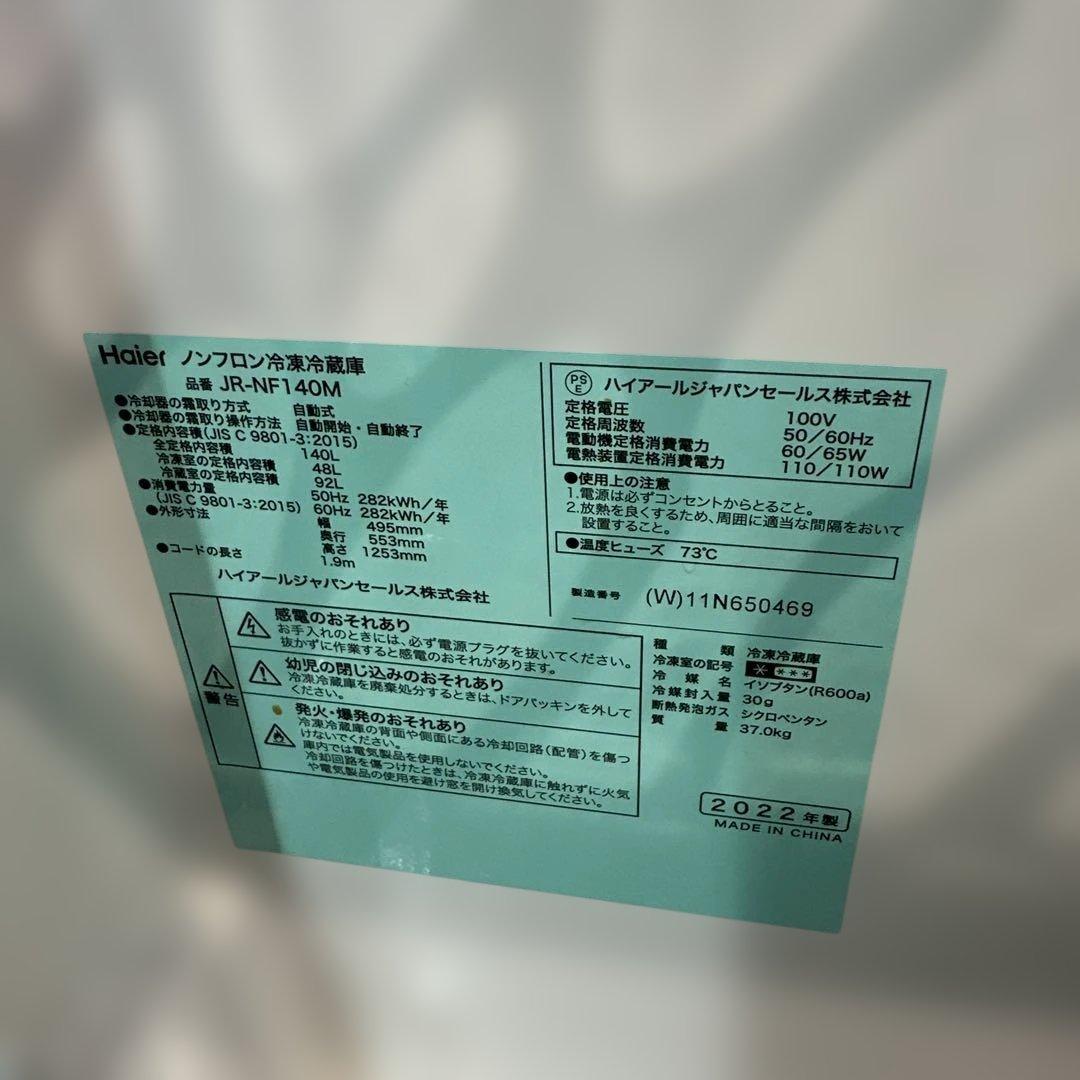 Haier ノンフロン冷凍冷蔵庫
品番 JR-NF140M
●冷却器の霜取り方式 自動式
●冷却器の霜取り操作方法 自動開始・自動終了
●定格内容積(JIS C 9801-3:2015)
全定格内容積 140L
冷凍室の定格内容積 48L
冷蔵室の定格内容積 92L
●消費電力量 50Hz 282kWh/年
(JIS C 9801-3:2015) 60Hz 282kWh/年
●外形寸法 幅 495mm
奥行 553mm
高さ 1253mm
●コードの長さ 1.9m
ハイアールジャパンセールス株式会社
警告
感電のおそれあり
お手入れのときには、必ず電源プラグを抜いてください。
抜かずに作業すると感電のおそれがあります。
幼児の閉じ込みのおそれあり
冷凍冷蔵庫を廃棄処分するときは、ドアパッキンを外して
ください。
発火・爆発のおそれあり
冷凍冷蔵庫の背面や側面にある冷却回路(配管)を傷つ
けないでください。
庫内では電気製品を使用しないでください。
冷却回路を傷つけたときは、冷凍冷蔵庫に触れずに火気
や電気製品の使用を避け窓を開け換気してください。
PS
E
ハイアールジャパンセールス株式会社
定格電圧 100V
定格周波数 50/60Hz
電動機定格消費電力 60/65W
電熱装置定格消費電力 110/110W
●使用上の注意
1.電源は必ずコンセントからとること。
2.放熱を良くするため、周囲に適当な間隔をおいて
設置すること。
●温度ヒューズ 73℃
製造番号 (W)11N650469
種類 冷凍冷蔵庫
冷凍室の記号 * ***
冷媒名 イソブタン(R600a)
冷媒封入量 30g
断熱発泡ガス シクロペンタン
質量 37.0kg
2022年製
MADE IN CHINA